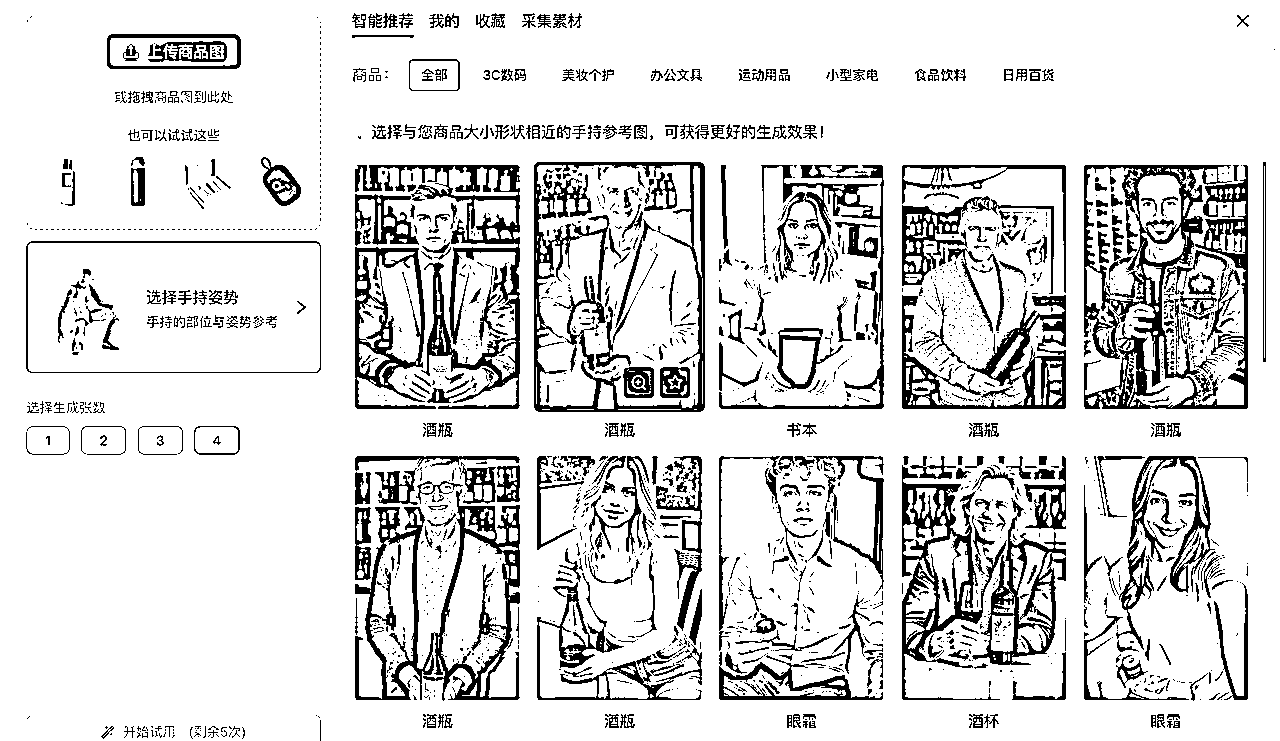 上传商品图
或拖拽商品图到此处
也可以试试这些
选择手持姿势
手持的部位与姿势参考
选择生成张数
1 2 3 4
开始试用 (剩余5次)
智能推荐 我的 收藏 采集素材
商品: 全部 3C数码 美妆个护 办公文具 运动用品 小型家电 食品饮料 日用百货
选择与您商品大小形状相近的手持参考图，可获得更好的生成效果!
酒瓶 酒瓶 书本 酒瓶 酒瓶
酒瓶 酒瓶 眼霜 酒杯 眼霜